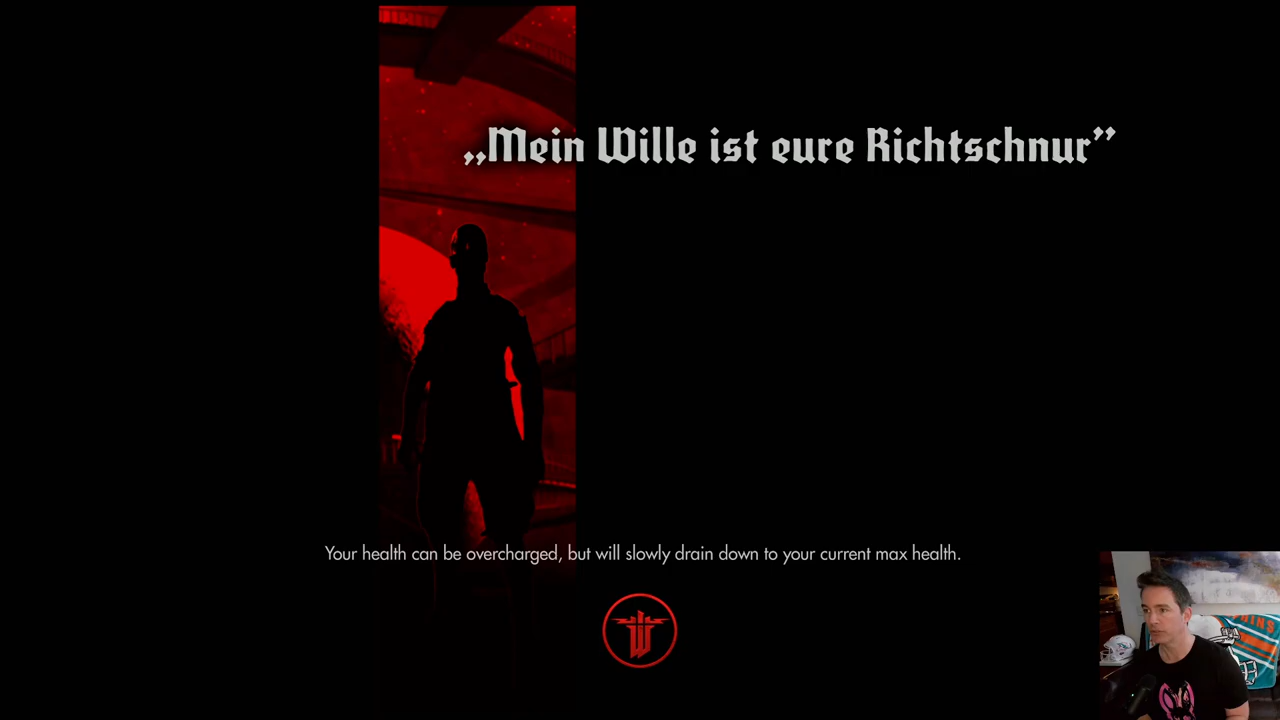 „Mein Wille ist eure Richtschnur”
Your health can be overcharged, but will slowly drain down to your current max health.